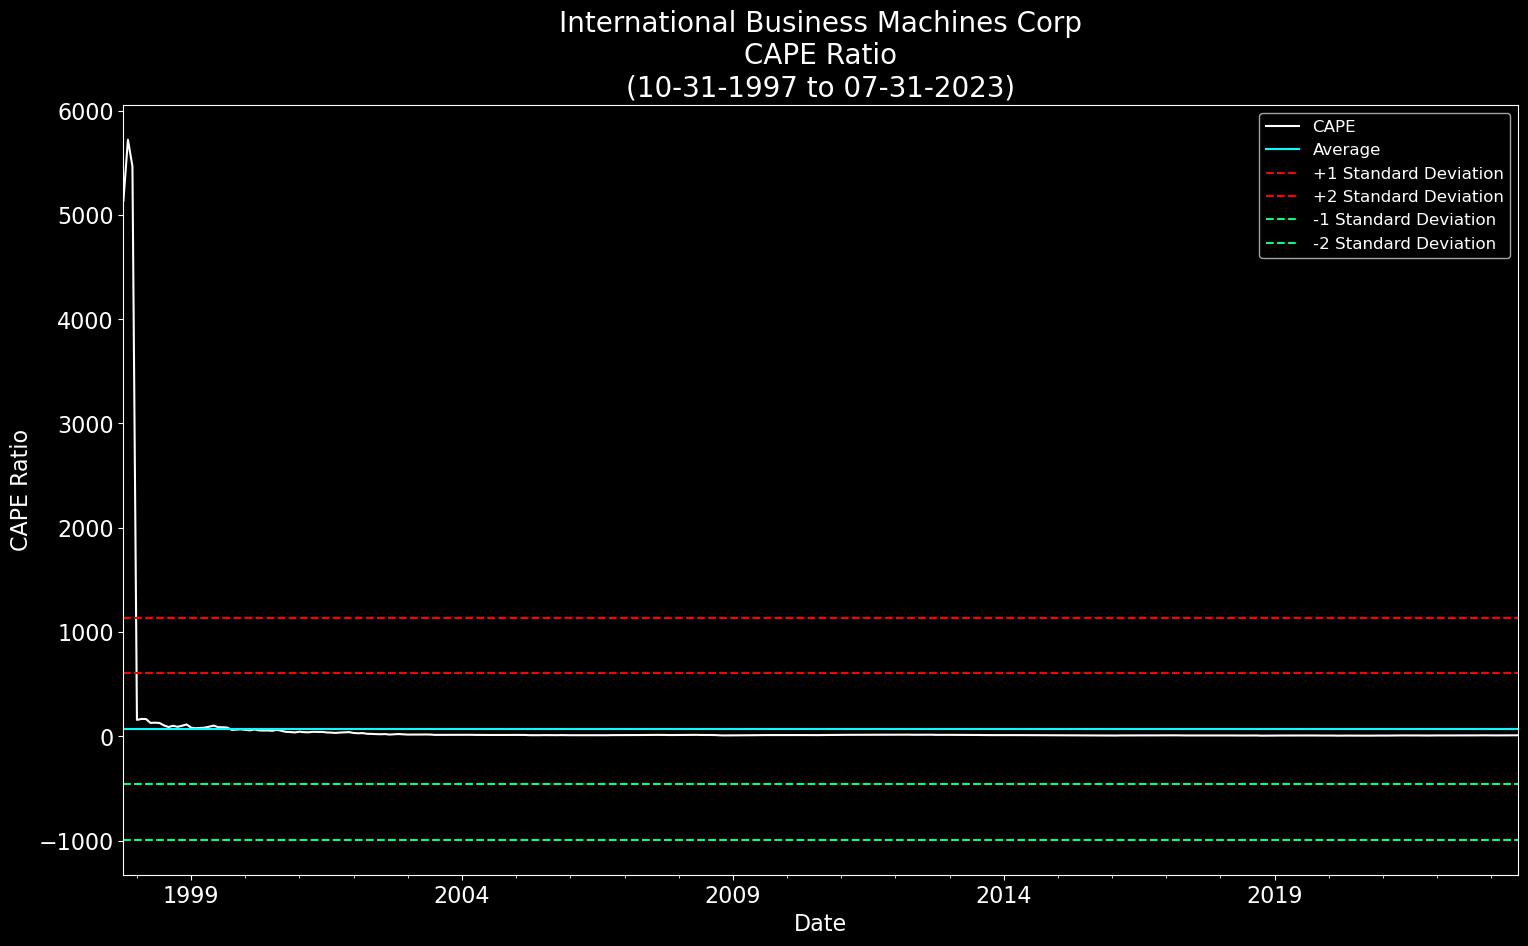 International Business Machines Corp
CAPE Ratio
(10-31-1997 to 07-31-2023)
CAPE
Average
+1 Standard Deviation
+2 Standard Deviation
-1 Standard Deviation
-2 Standard Deviation
CAPE Ratio
6000
5000
4000
3000
2000
1000
0
−1000
1999
2004
2009
2014
2019
Date